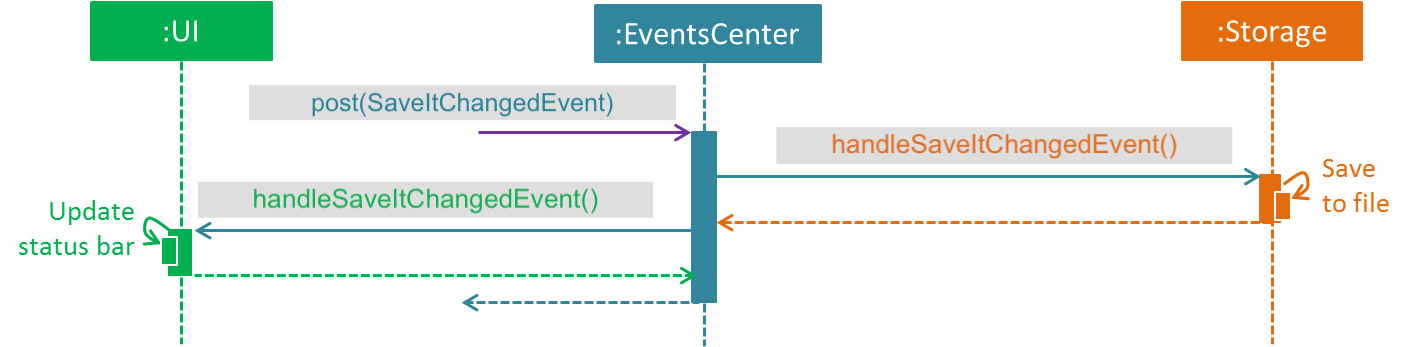 :UI
:EventsCenter
:Storage
post(SaveItChangedEvent)
handleSaveItChangedEvent()
Save
to file
handleSaveItChangedEvent()
Update
status bar